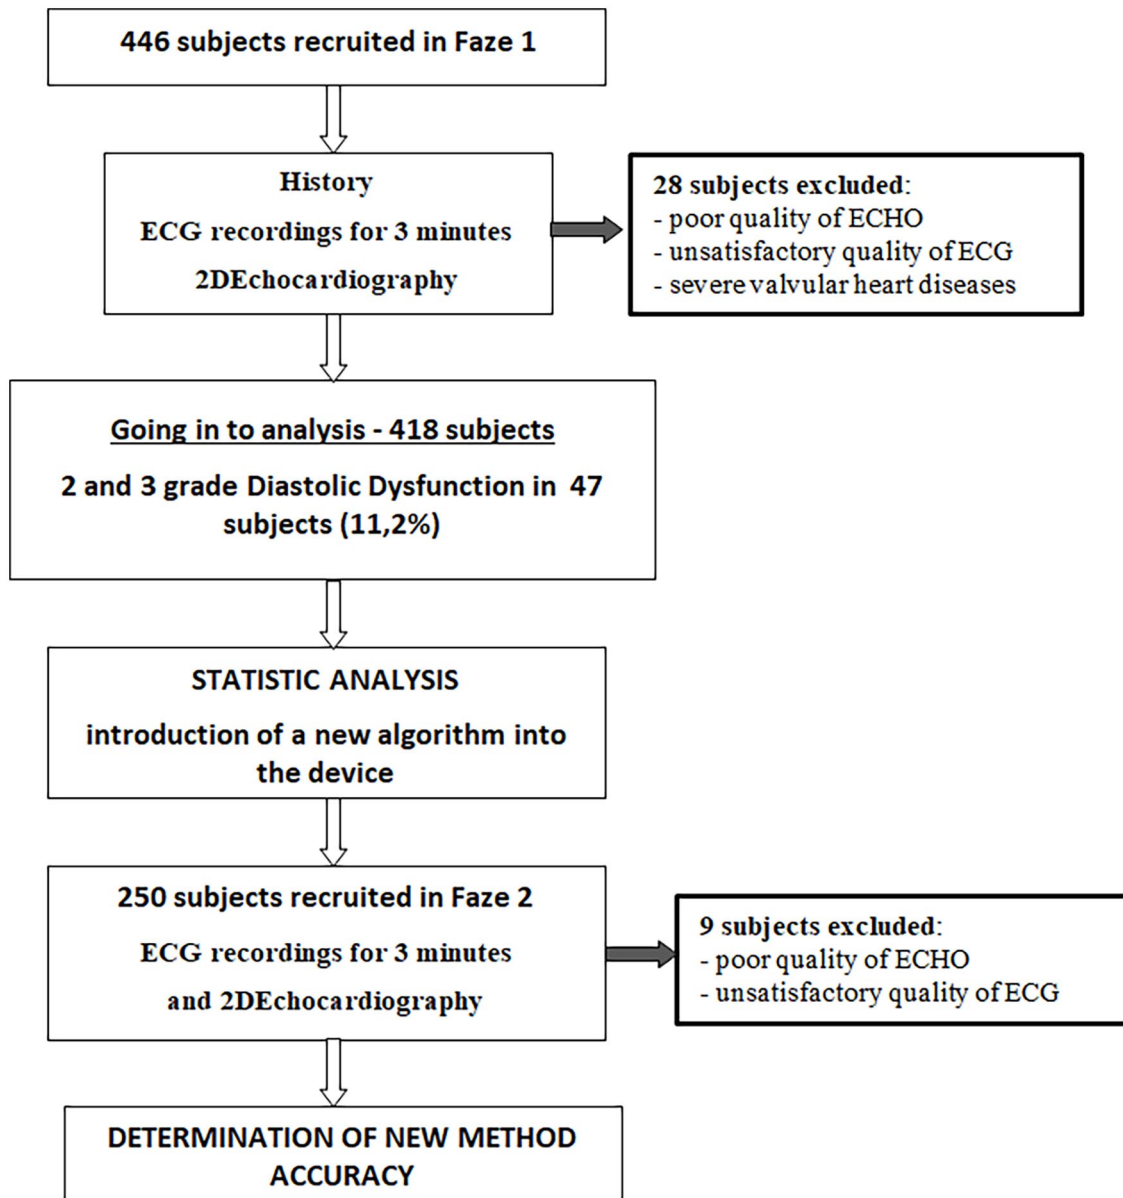 446 subjects recruited in Faze 1
History
ECG recordings for 3 minutes
2DEchocardiography
28 subjects excluded:
- poor quality of ECHO
- unsatisfactory quality of ECG
- severe valvular heart diseases
Going in to analysis - 418 subjects
2 and 3 grade Diastolic Dysfunction in 47
subjects (11,2%)
STATISTIC ANALYSIS
introduction of a new algorithm into
the device
250 subjects recruited in Faze 2
ECG recordings for 3 minutes
and 2DEchocardiography
9 subjects excluded:
- poor quality of ECHO
- unsatisfactory quality of ECG
DETERMINATION OF NEW METHOD
ACCURACY